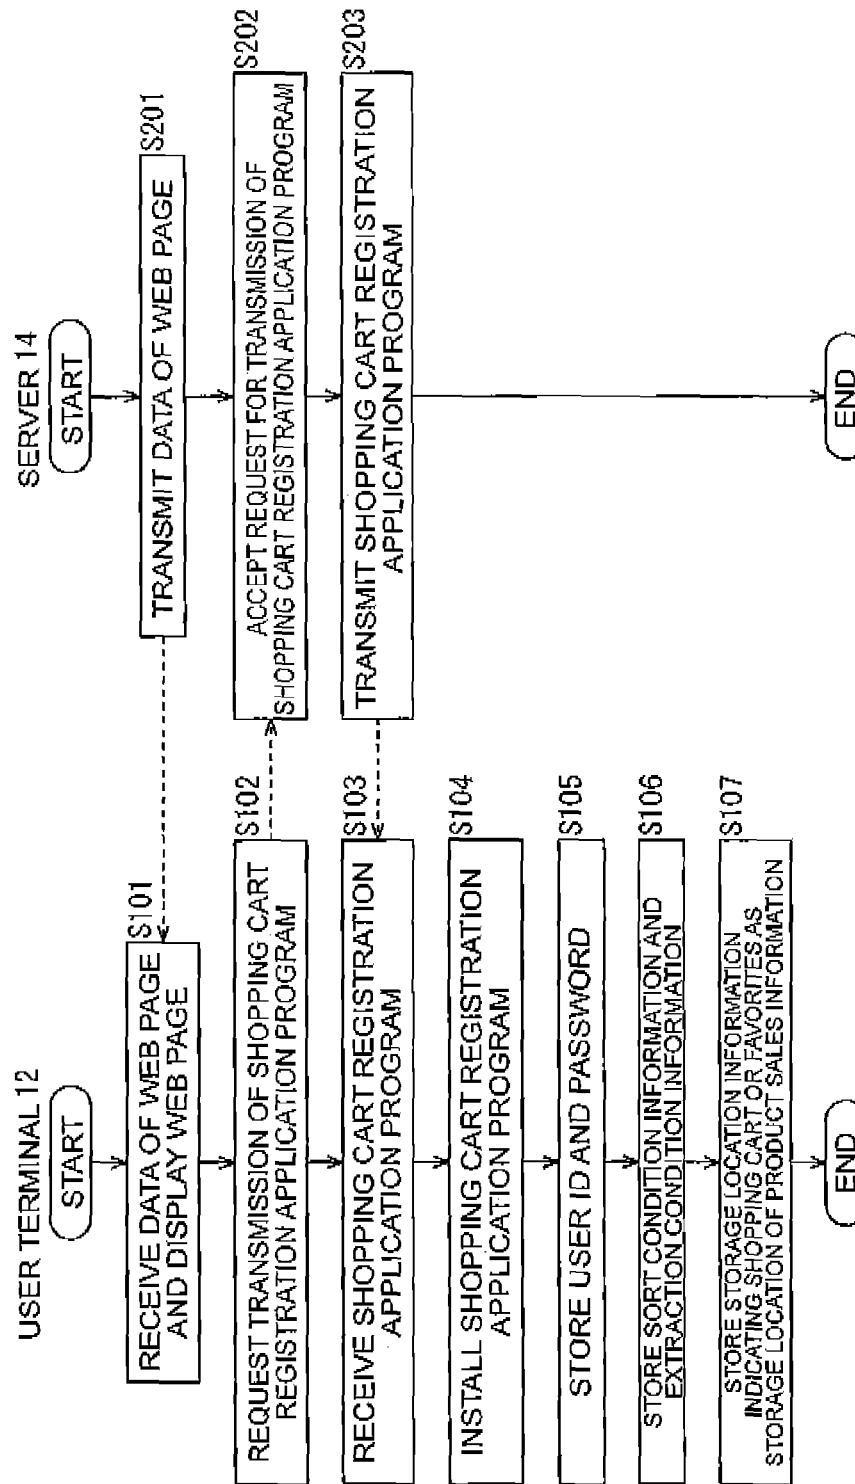 USER TERMINAL 12
START
S101
RECEIVE DATA OF WEB PAGE
AND DISPLAY WEB PAGE
S102
REQUEST TRANSMISSION OF SHOPPING CART
REGISTRATION APPLICATION PROGRAM
S103
RECEIVE SHOPPING CART REGISTRATION
APPLICATION PROGRAM
S104
INSTALL SHOPPING CART REGISTRATION
APPLICATION PROGRAM
S105
STORE USER ID AND PASSWORD
S106
STORE SORT CONDITION INFORMATION AND
EXTRACTION CONDITION INFORMATION
S107
STORE STORAGE LOCATION INFORMATION
INDICATING SHOPPING CART OR FAVORITES AS
STORAGE LOCATION OF PRODUCT SALES INFORMATION
END
SERVER 14
START
S201
TRANSMIT DATA OF WEB PAGE
S202
ACCEPT REQUEST FOR TRANSMISSION OF
SHOPPING CART REGISTRATION APPLICATION PROGRAM
S203
TRANSMIT SHOPPING CART REGISTRATION
APPLICATION PROGRAM
END